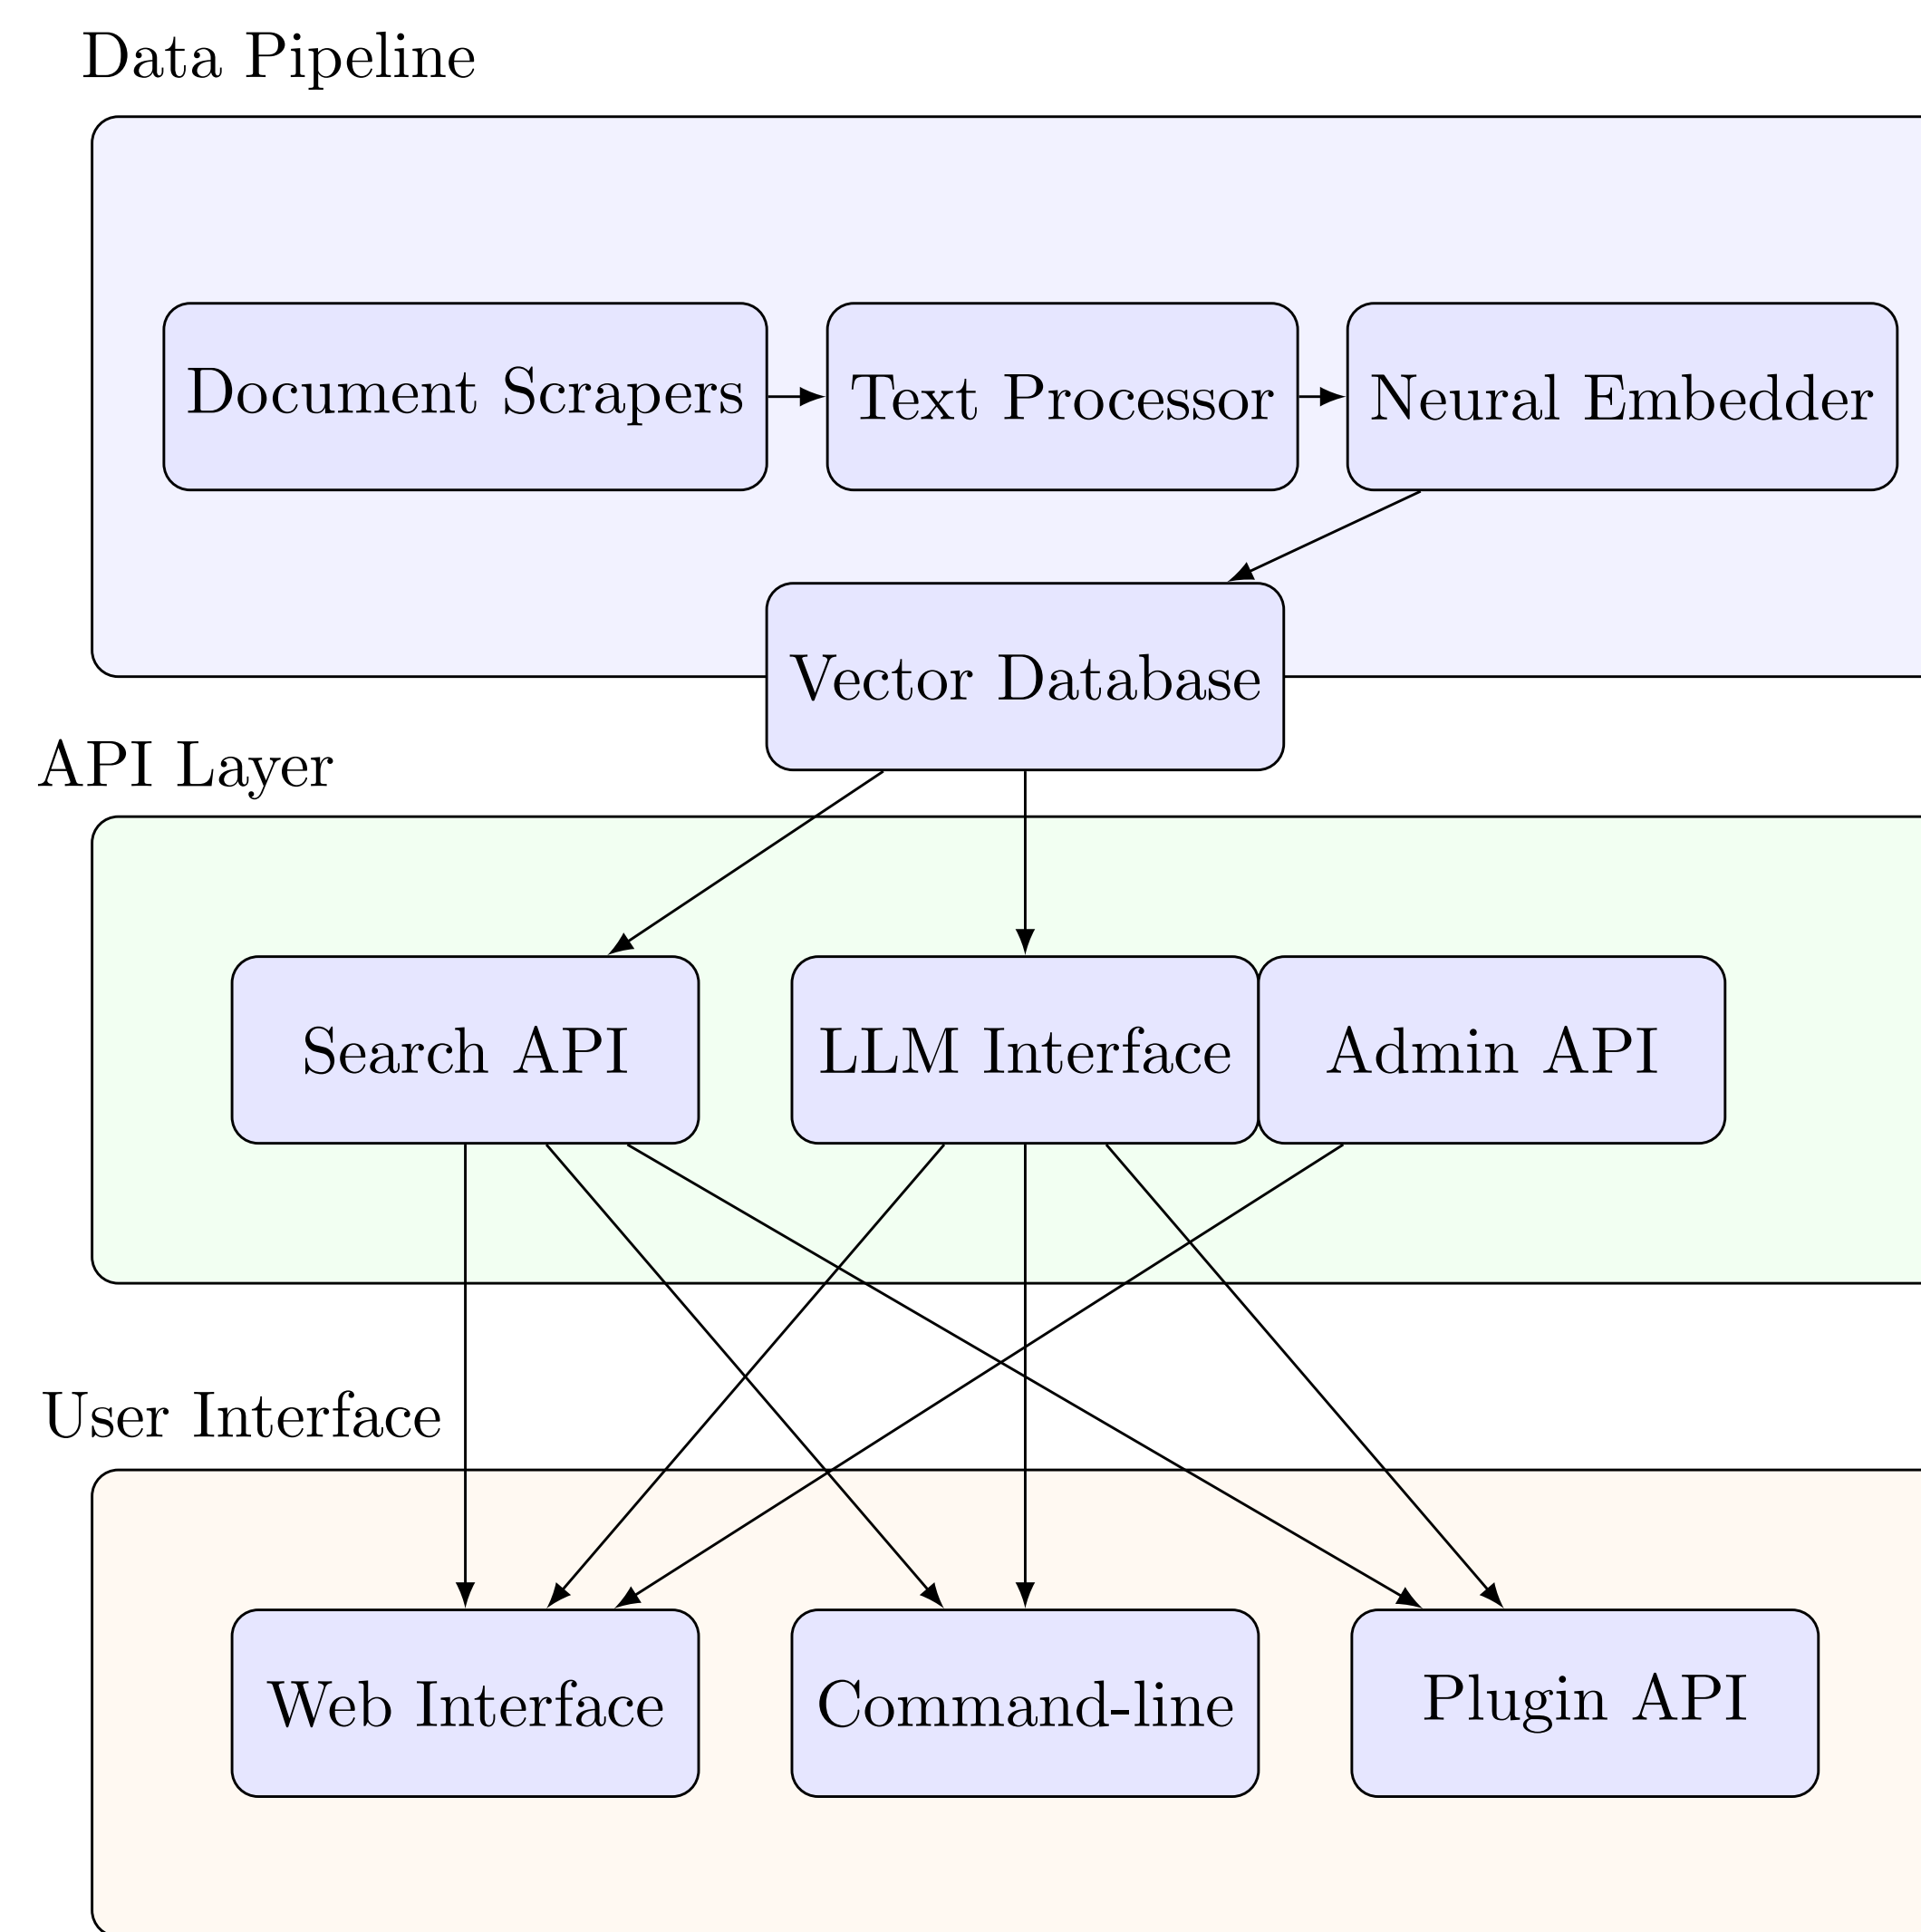 Data Pipeline
Document Scrapers
Text Processor
Neural Embedder
Vector Database
API Layer
Search API
LLM Interface
Admin API
User Interface
Web Interface
Command-line
Plugin API